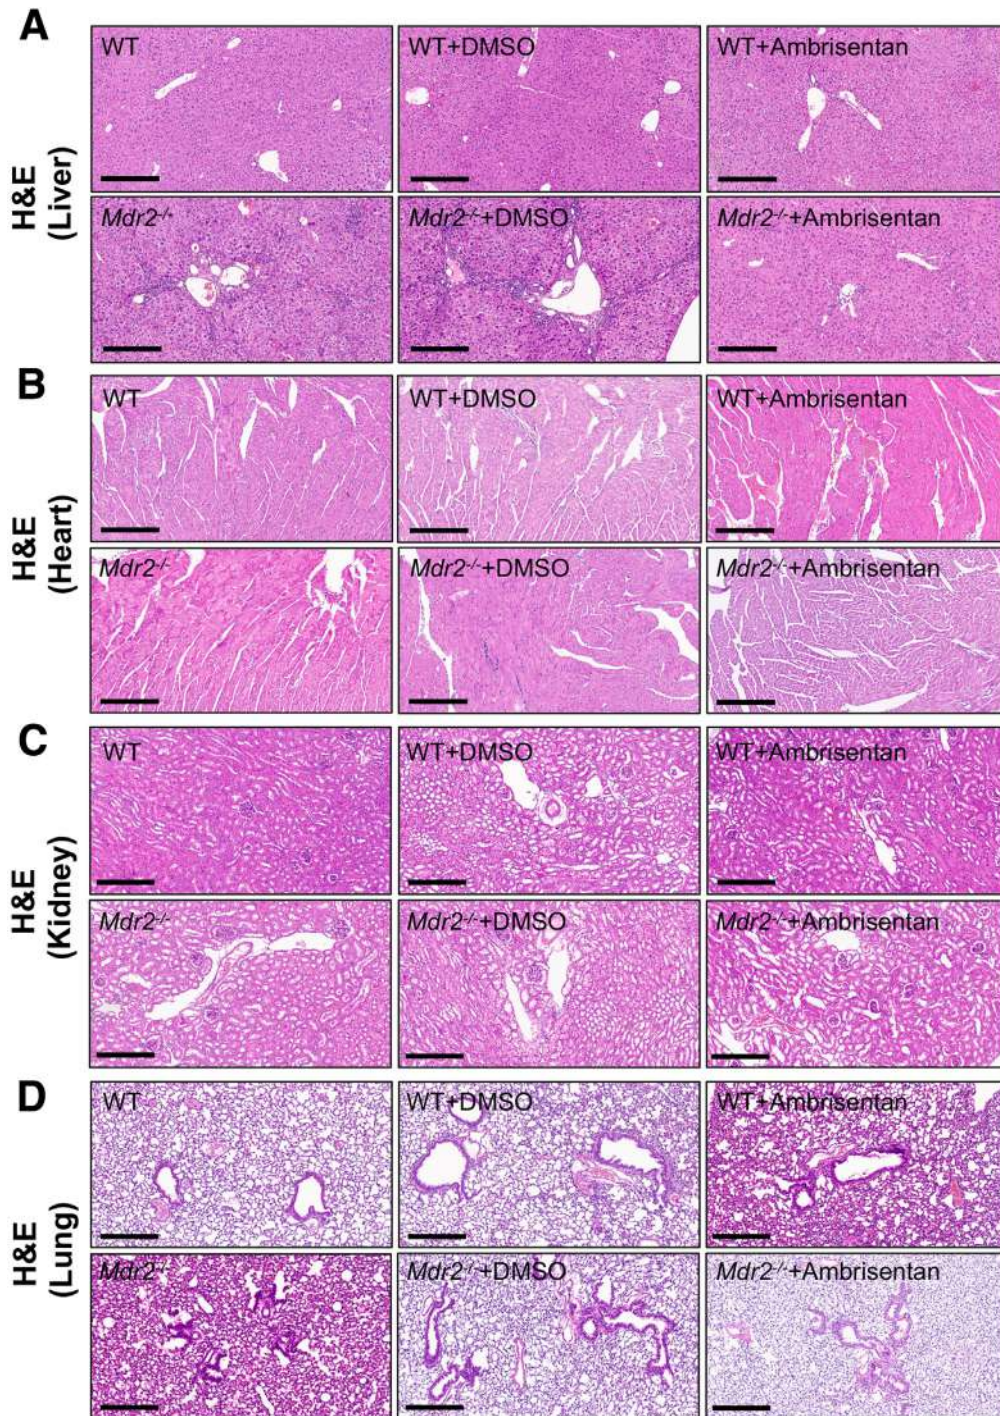 A
H&E
(Liver)
WT
WT+DMSO
WT+Ambrisentan
Mdr2-/-
Mdr2-/-+DMSO
Mdr2-/-+Ambrisentan
B
H&E
(Heart)
WT
WT+DMSO
WT+Ambrisentan
Mdr2-/-
Mdr2-/-+DMSO
Mdr2-/-+Ambrisentan
C
H&E
(Kidney)
WT
WT+DMSO
WT+Ambrisentan
Mdr2-/-
Mdr2-/-+DMSO
Mdr2-/-+Ambrisentan
D
H&E
(Lung)
WT
WT+DMSO
WT+Ambrisentan
Mdr2-/-
Mdr2-/-+DMSO
Mdr2-/-+Ambrisentan